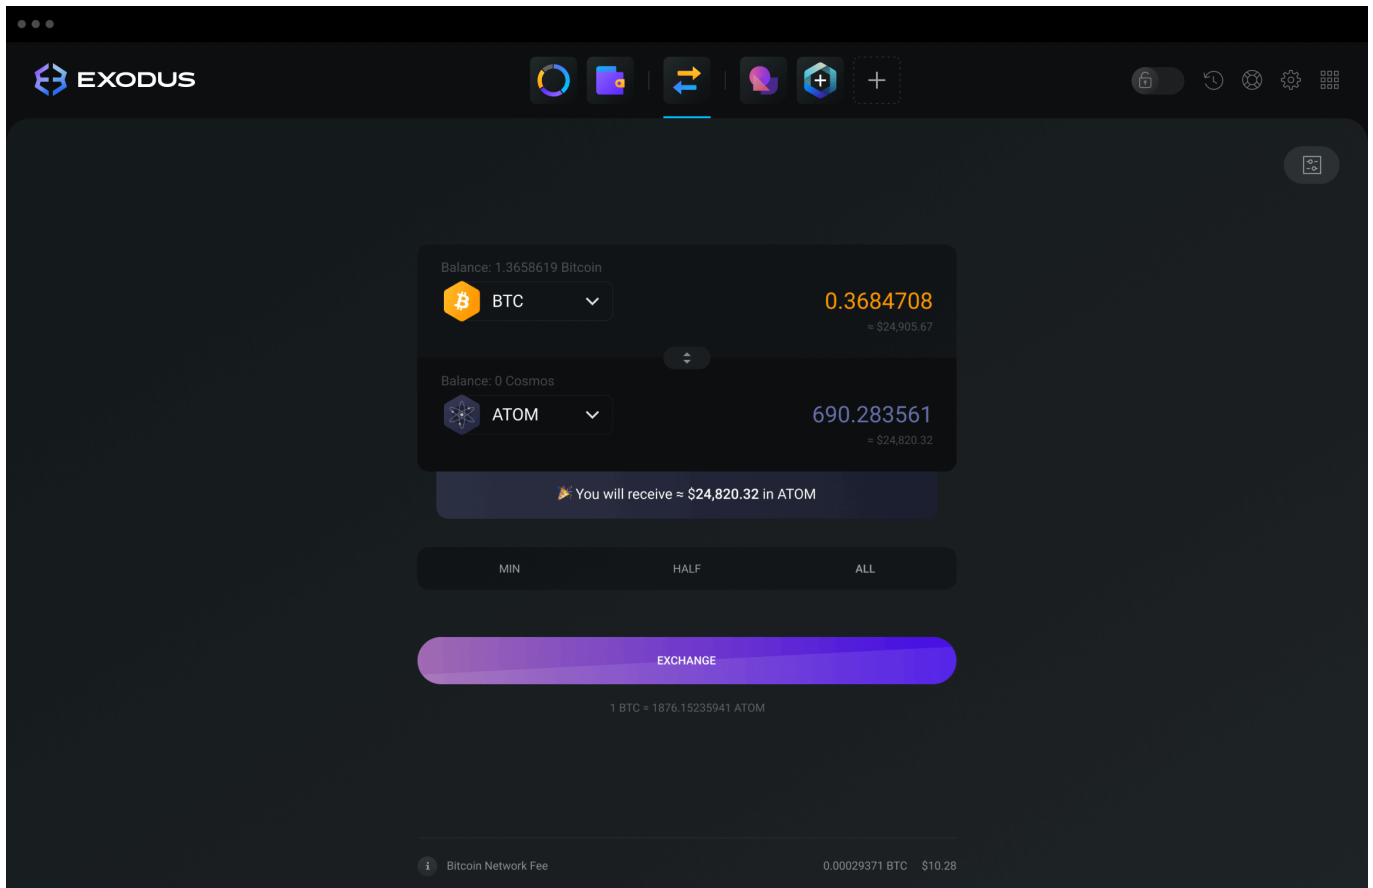 EXODUS
Balance: 1.3658619 Bitcoin
BTC
0.3684708
≈ $24,905.67
Balance: 0 Cosmos
ATOM
690.283561
≈ $24,820.32
🎉 You will receive ≈ $24,820.32 in ATOM
MIN HALF ALL
EXCHANGE
1 BTC ≈ 1876.15235941 ATOM
i Bitcoin Network Fee 0.00029371 BTC $10.28